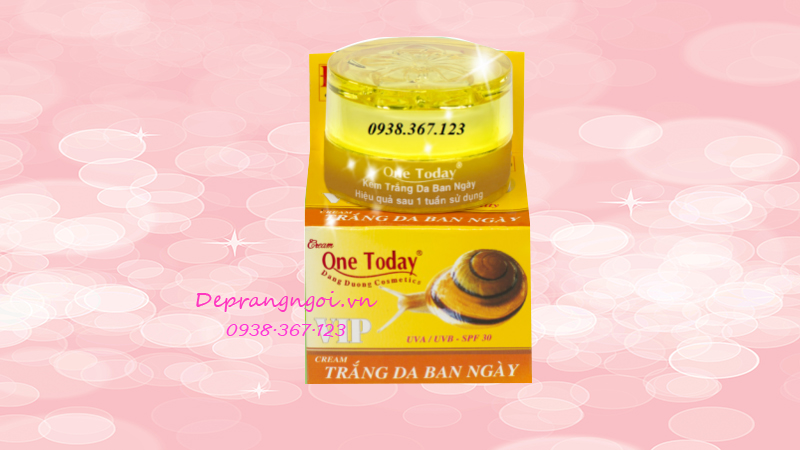 0938.367.123
One Today®
Kem Trắng Da Ban Ngày
Hiệu quả sau 1 tuần sử dụng
CREAM
TRẮNG DA BAN NGÀY
Cream
One Today®
Dang Duong Cosmetics
Deprangngoi.vn
0938.367.123
VIP
UVA / UVB - SPF 30
CREAM
TRẮNG DA BAN NGÀY